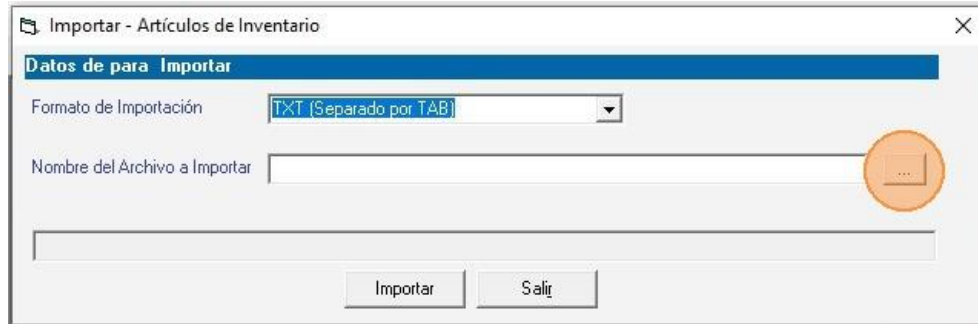 Importar - Artículos de Inventario
Datos de para Importar
Formato de Importación TXT (Separado por TAB)
Nombre del Archivo a Importar ...
Importar Salir